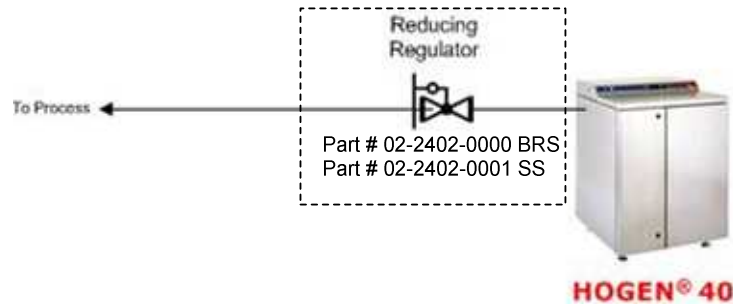 Reducing
Regulator
To Process
Part # 02-2402-0000 BRS
Part # 02-2402-0001 SS
HOGEN® 40